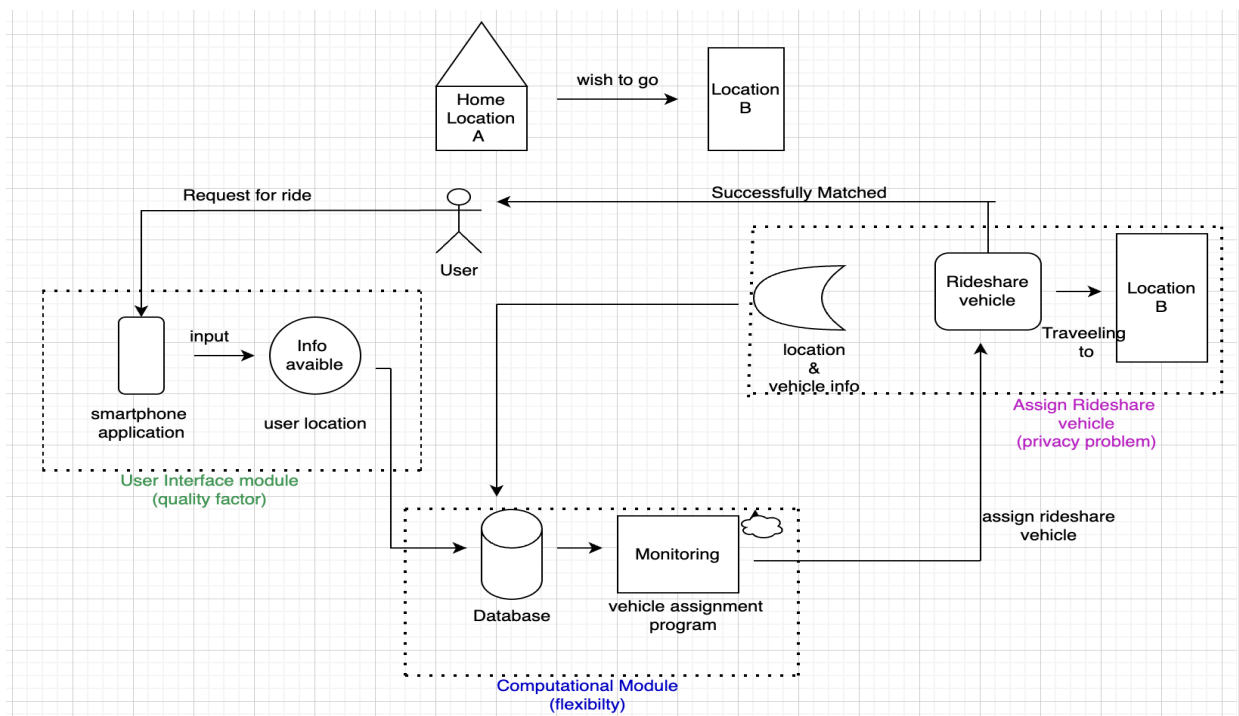 wish to go
Home
Location
A
Location
B
Request for ride
Successfully Matched
User
Rideshare
vehicle
Location
B
Traveeling
to
location
&
vehicle info
input
Info
avaible
smartphone
application
user location
User Interface module
(quality factor)
Assign Rideshare
vehicle
(privacy problem)
assign rideshare
vehicle
Monitoring
Database
vehicle assignment
program
Computational Module
(flexibilty)